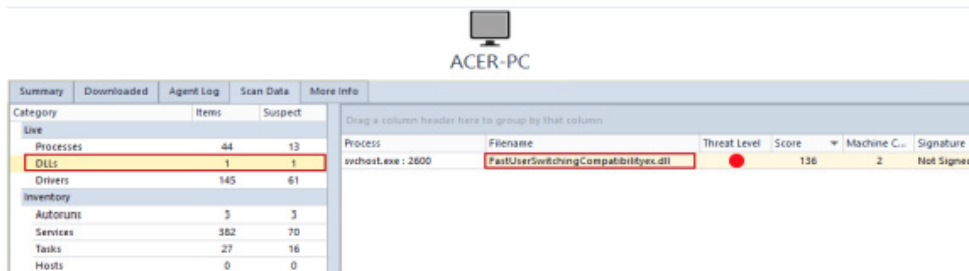 ACER-PC
Summary Downloaded Agent Log Scan Data More Info
Category Items Suspect
Drag a column header here to group by that column
Live
Process Filename Threat Level Score Machine C... Signature
Processes 44 13
DLLs 1 1
svchost.exe : 2600 FastUserSwitchingCompatibilityex.dll 136 2 Not Signed
Drivers 145 61
Inventory
Autoruns 3 3
Services 382 70
Tasks 27 16
Hosts 0 0